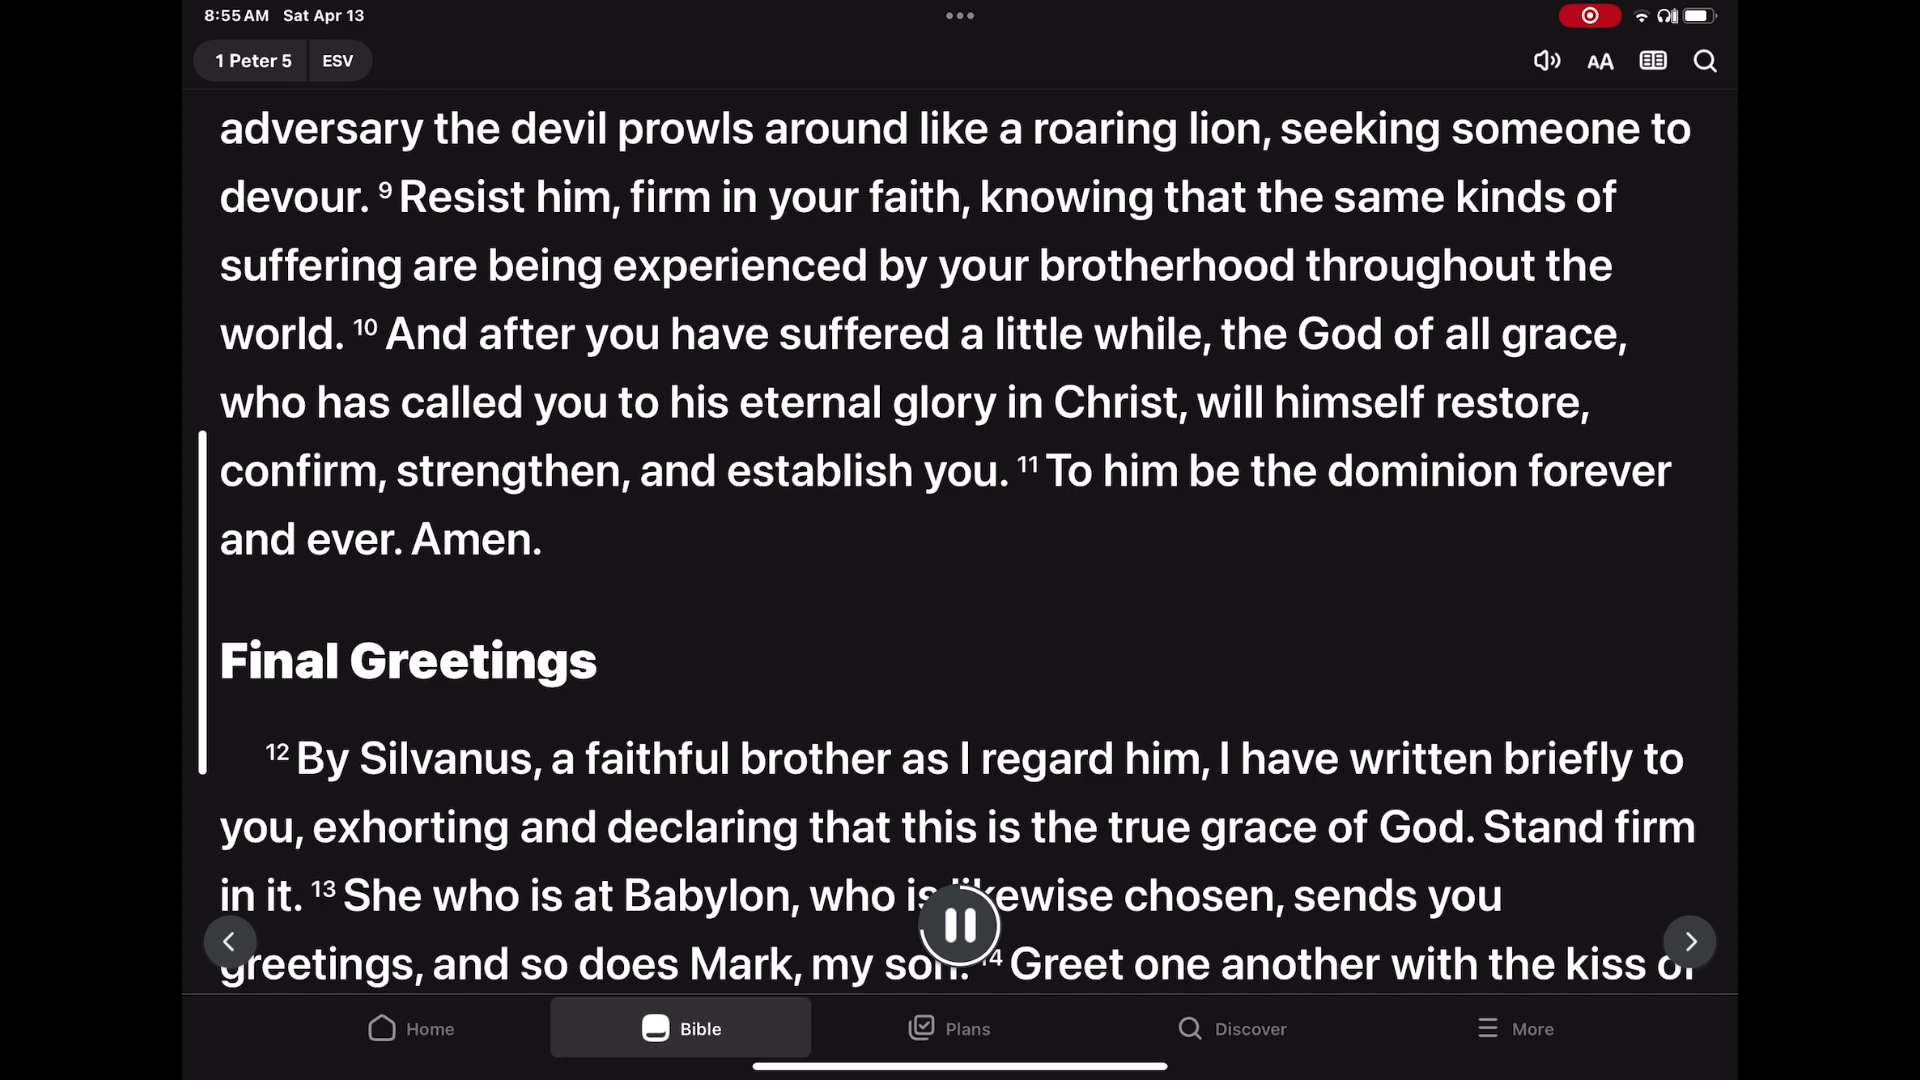 8:55 AM Sat Apr 13
1 Peter 5 ESV AA
adversary the devil prowls around like a roaring lion, seeking someone to
devour. 9 Resist him, firm in your faith, knowing that the same kinds of
suffering are being experienced by your brotherhood throughout the
world. 10 And after you have suffered a little while, the God of all grace,
who has called you to his eternal glory in Christ, will himself restore,
confirm, strengthen, and establish you. 11 To him be the dominion forever
and ever. Amen.
Final Greetings
12 By Silvanus, a faithful brother as I regard him, I have written briefly to
you, exhorting and declaring that this is the true grace of God. Stand firm
in it. 13 She who is at Babylon, who is likewise chosen, sends you
greetings, and so does Mark, my son. 14 Greet one another with the kiss of
Home Bible Plans Discover More